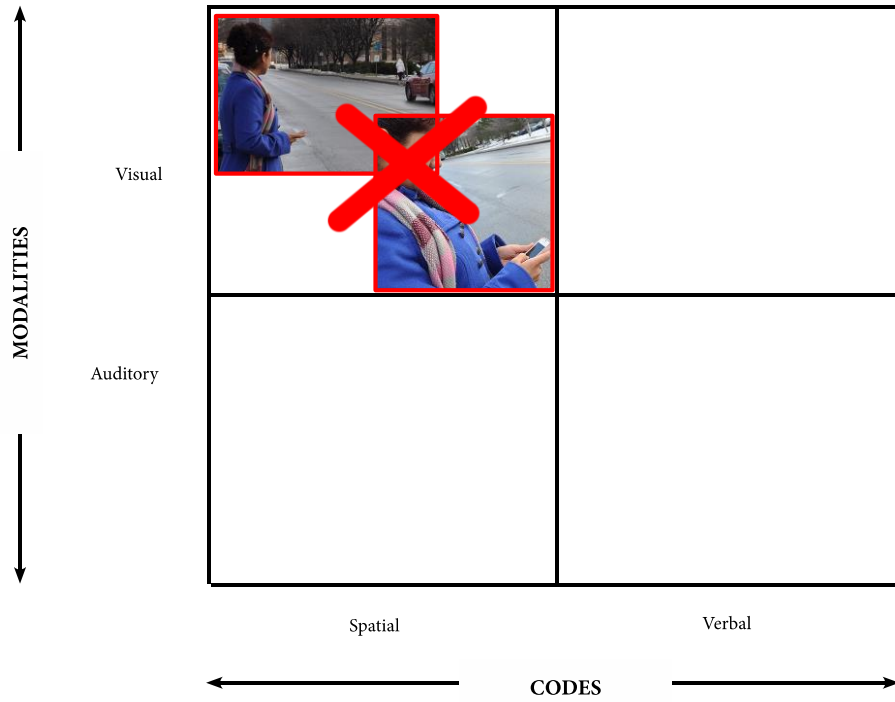 Visual
MODALITIES
Auditory
Spatial
Verbal
CODES